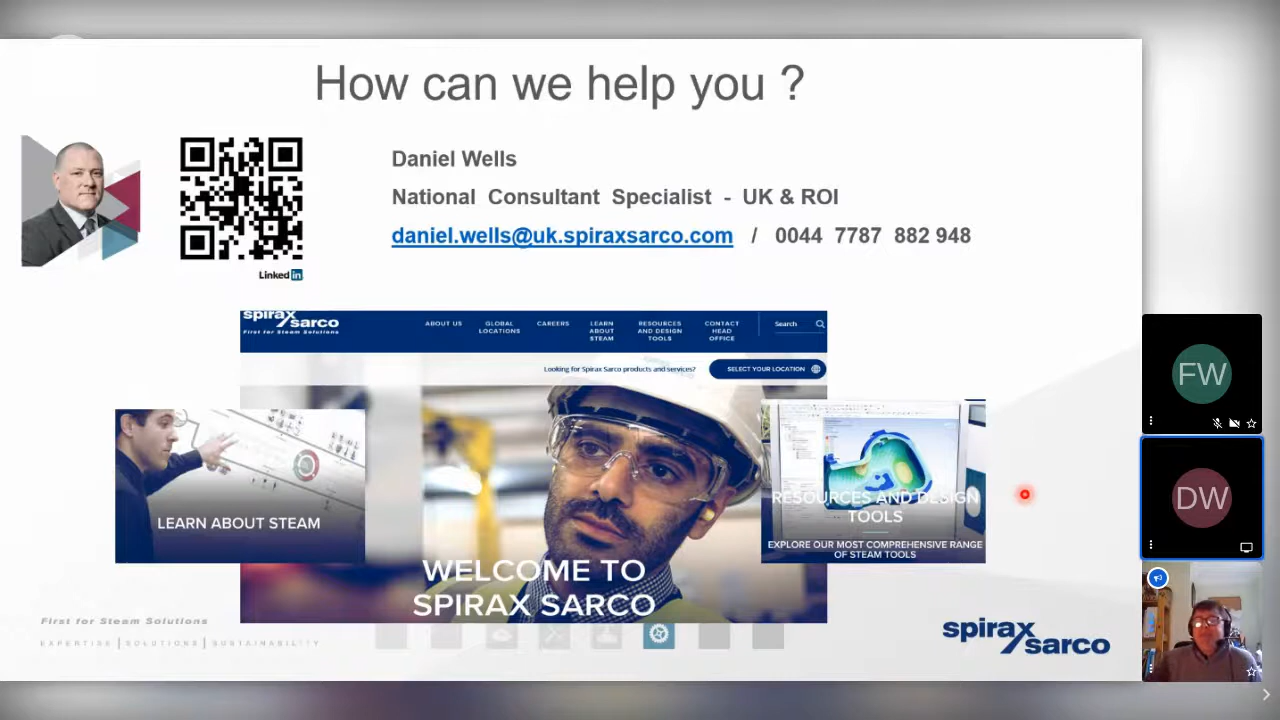 How can we help you ?
Daniel Wells
National Consultant Specialist - UK & ROI
daniel.wells@uk.spiraxsarco.com / 0044 7787 882 948
Linked in
spirax sarco
First for Steam Solutions
ABOUT US
GLOBAL LOCATIONS
CAREERS
LEARN ABOUT STEAM
RESOURCES AND DESIGN TOOLS
CONTACT HEAD OFFICE
Search
Looking for Spirax Sarco products and services?
SELECT YOUR LOCATION
LEARN ABOUT STEAM
RESOURCES AND DESIGN
TOOLS
EXPLORE OUR MOST COMPREHENSIVE RANGE
OF STEAM TOOLS
WELCOME TO
SPIRAX SARCO
First for Steam Solutions
EXPERTISE | SOLUTIONS | SUSTAINABILITY
spirax sarco
FW
DW